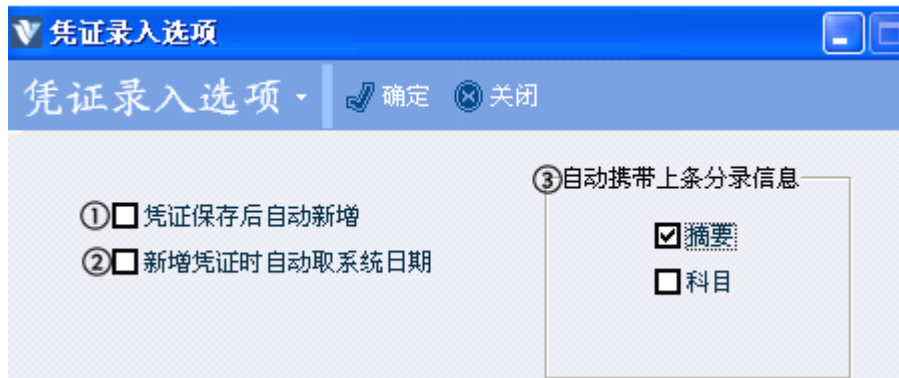 凭证录入选项
凭证录入选项 确定 关闭
③自动携带上条分录信息
①凭证保存后自动新增
摘要
②新增凭证时自动取系统日期
科目